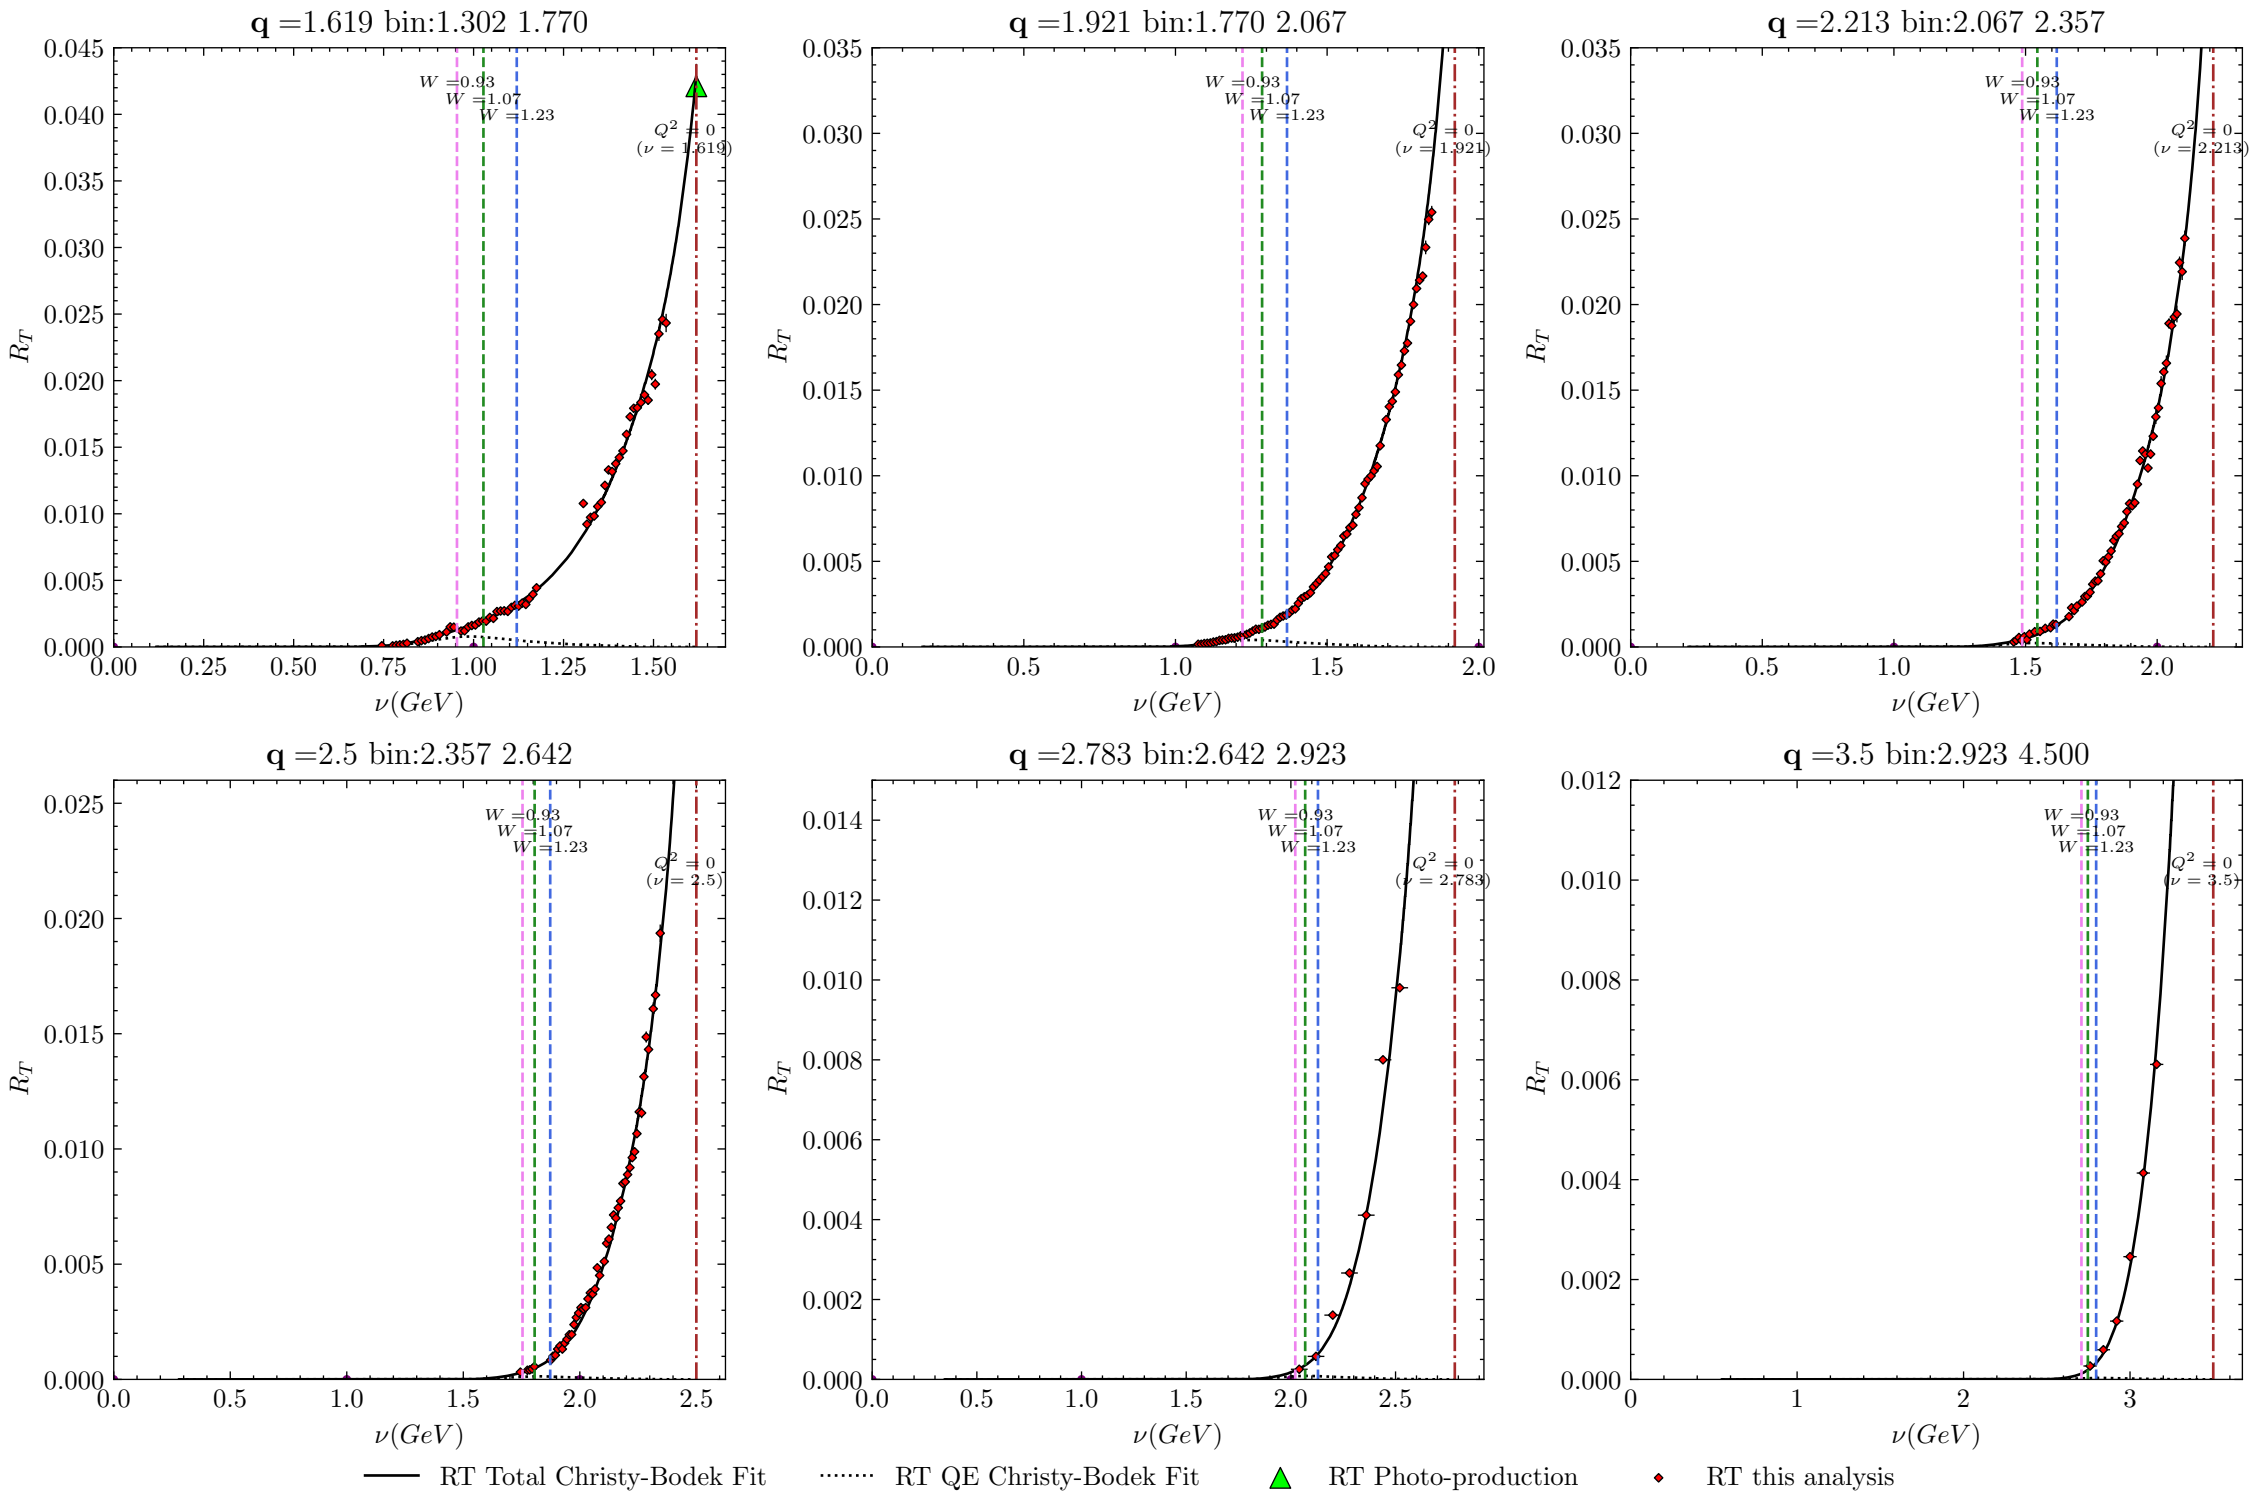 q =1.619 bin:1.302 1.770
q =1.921 bin:1.770 2.067
q =2.213 bin:2.067 2.357
0.045
0.040
0.035
0.030
0.025
0.020
0.015
0.010
0.005
0.000
R_T
W =0.93
W =1.07
W =1.23
Q² = 0
(ν = 1.619)
0.00 0.25 0.50 0.75 1.00 1.25 1.50
ν(GeV)
0.035
0.030
0.025
0.020
0.015
0.010
0.005
0.000
R_T
W =0.93
W =1.07
W =1.23
Q² = 0
(ν = 1.921)
0.0 0.5 1.0 1.5 2.0
ν(GeV)
0.035
0.030
0.025
0.020
0.015
0.010
0.005
0.000
R_T
W =0.93
W =1.07
W =1.23
Q² = 0
(ν = 2.213)
0.0 0.5 1.0 1.5 2.0
ν(GeV)
q =2.5 bin:2.357 2.642
q =2.783 bin:2.642 2.923
q =3.5 bin:2.923 4.500
0.025
0.020
0.015
0.010
0.005
0.000
R_T
W =0.93
W =1.07
W =1.23
Q² = 0
(ν = 2.5)
0.0 0.5 1.0 1.5 2.0 2.5
ν(GeV)
0.014
0.012
0.010
0.008
0.006
0.004
0.002
0.000
R_T
W =0.93
W =1.07
W =1.23
Q² = 0
(ν = 2.783)
0.0 0.5 1.0 1.5 2.0 2.5
ν(GeV)
0.012
0.010
0.008
0.006
0.004
0.002
0.000
R_T
W =0.93
W =1.07
W =1.23
Q² = 0
(ν = 3.5)
0 1 2 3
ν(GeV)
RT Total Christy-Bodek Fit
RT QE Christy-Bodek Fit
RT Photo-production
RT this analysis